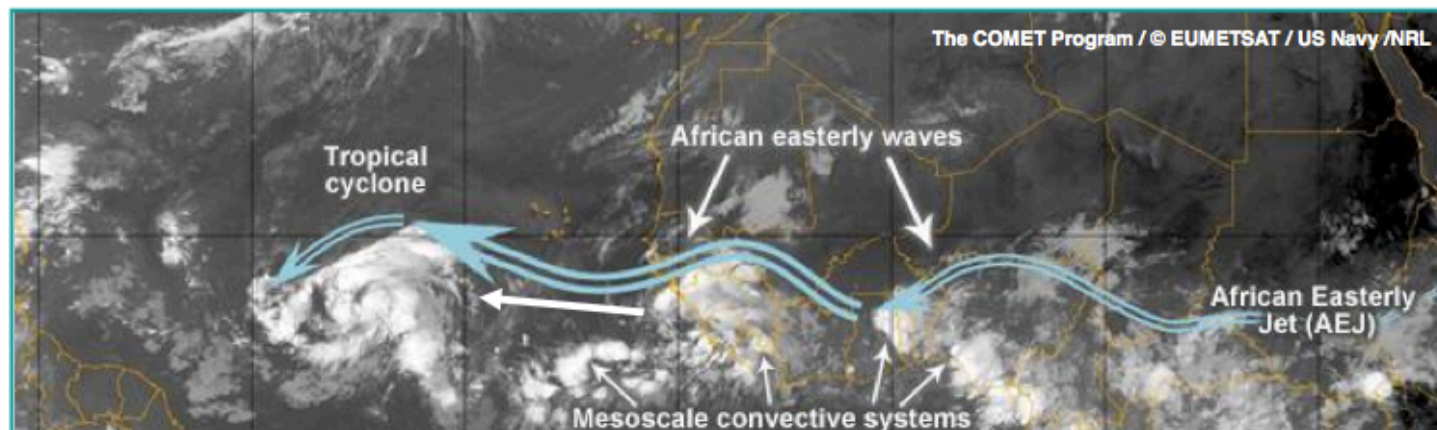 The COMET Program / © EUMETSAT / US Navy /NRL
African easterly waves
Tropical
cyclone
African Easterly
Jet (AEJ)
Mesoscale convective systems